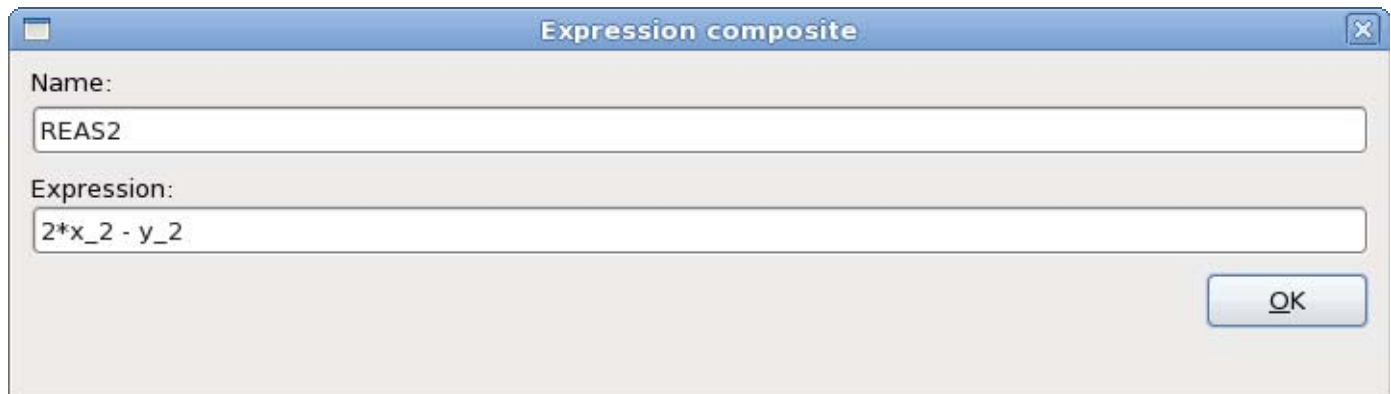 Expression composite
Name:
REAS2
Expression:
2*x_2 - y_2
OK